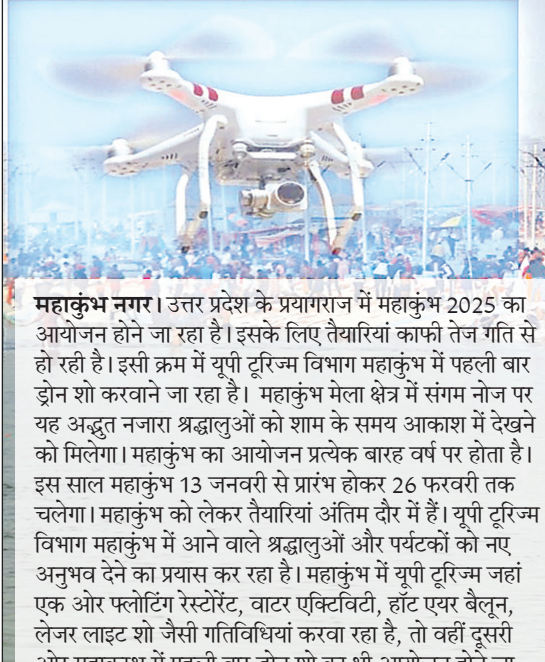 महाकुंभ नगर। उत्तर प्रदेश के प्रयागराज में महाकुंभ 2025 का
आयोजन होने जा रहा है। इसके लिए तैयारियां काफी तेज गति से
हो रही है। इसी क्रम में यूपी टूरिज्म विभाग महाकुंभ में पहली बार
ड्रोन शो करवाने जा रहा है। महाकुंभ मेला क्षेत्र में संगम नोज पर
यह अद्भुत नजारा श्रद्धालुओं को शाम के समय आकाश में देखने
को मिलेगा। महाकुंभ का आयोजन प्रत्येक बारह वर्ष पर होता है।
इस साल महाकुंभ 13 जनवरी से प्रारंभ होकर 26 फरवरी तक
चलेगा। महाकुंभ को लेकर तैयारियां अंतिम दौर में हैं। यूपी टूरिज्म
विभाग महाकुंभ में आने वाले श्रद्धालुओं और पर्यटकों को नए
अनुभव देने का प्रयास कर रहा है। महाकुंभ में यूपी टूरिज्म जहां
एक ओर फ्लोटिंग रेस्टोरेंट, वाटर एक्टिविटी, हॉट एयर बैलून,
लेजर लाइट शो जैसी गतिविधियां करवा रहा है, तो वहीं दूसरी